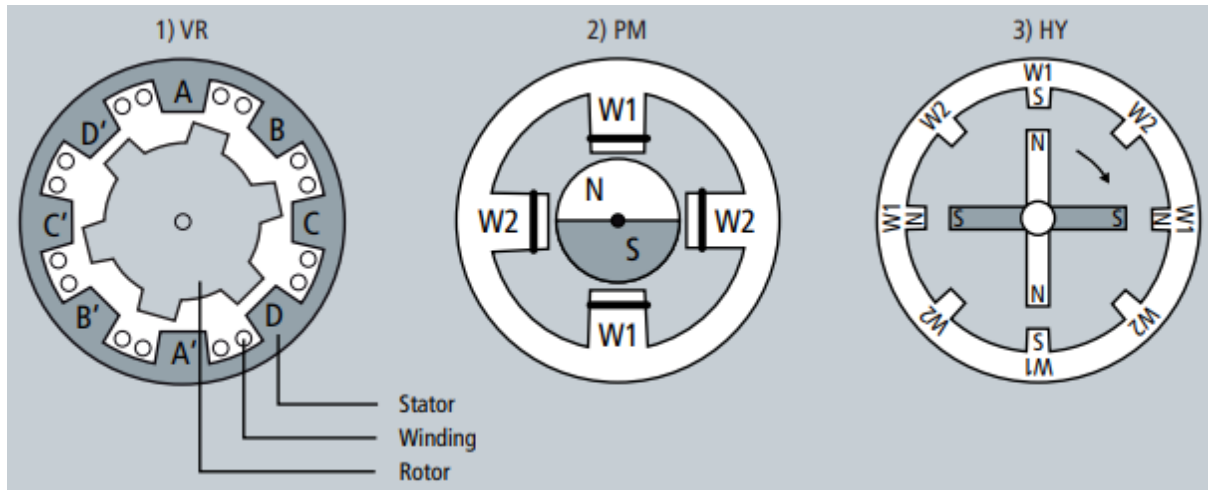 1) VR
A
B
C
D
A'
B'
C'
D'
Stator
Winding
Rotor
2) PM
W1
W2
N
S
W2
W1
3) HY
W1
S
W2
W2
N
W1
N
S
S
N
W1
N
W2
W2
S
W1